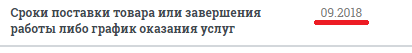 Сроки поставки товара или завершения
работы либо график оказания услуг
09.2018